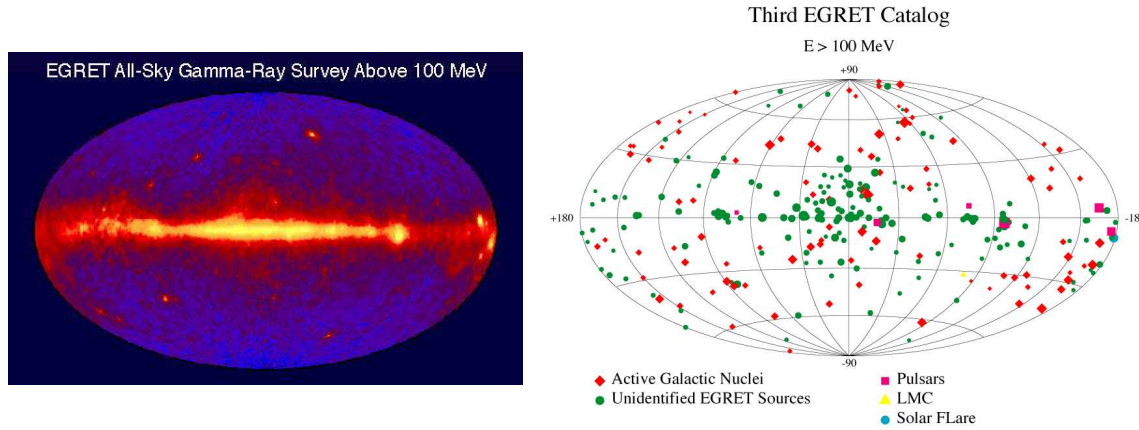 EGRET All-Sky Gamma-Ray Survey Above 100 MeV
Third EGRET Catalog
E > 100 MeV
+90
+180
-18
-90
Active Galactic Nuclei
Unidentified EGRET Sources
Pulsars
LMC
Solar FLare